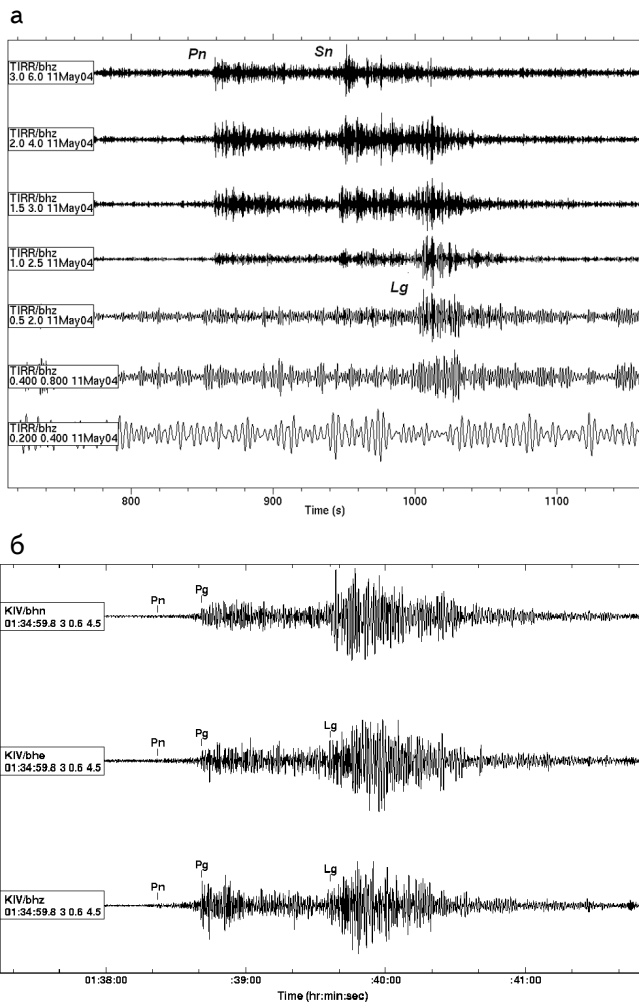 а
Pn Sn
TIRR/bhz
3.0 6.0 11May04
TIRR/bhz
2.0 4.0 11May04
TIRR/bhz
1.5 3.0 11May04
TIRR/bhz
1.0 2.5 11May04
Lg
TIRR/bhz
0.5 2.0 11May04
TIRR/bhz
0.400 0.800 11May04
TIRR/bhz
0.200 0.400 11May04
800 900 1000 1100
Time (s)
б
Pn Pg
KIV/bhn
01:34:59.8 3 0.6 4.5
Pn Pg Lg
KIV/bhe
01:34:59.8 3 0.6 4.5
Pn Pg Lg
KIV/bhz
01:34:59.8 3 0.6 4.5
01:38:00 :39:00 :40:00 :41:00
Time (hr:min:sec)